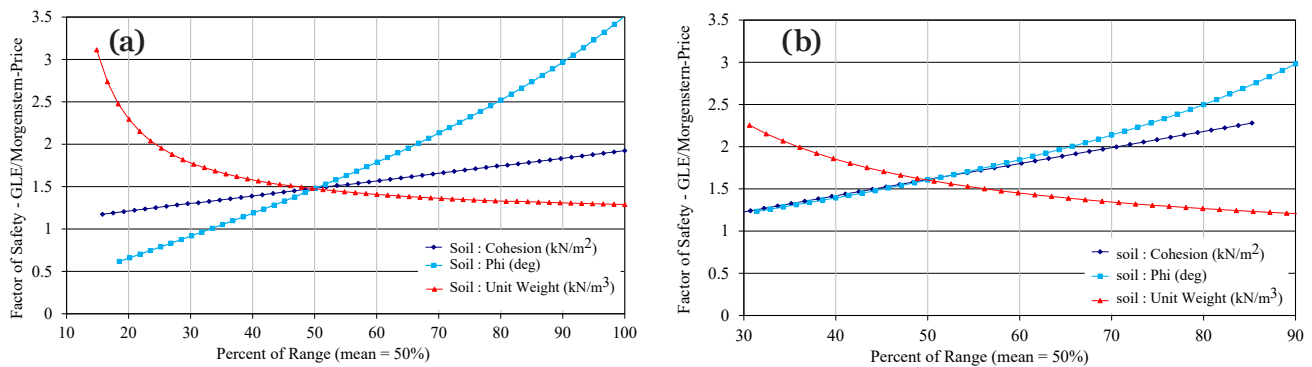 (a)
Factor of Safety - GLE/Morgenstern-Price
3.5
3
2.5
2
1.5
1
0.5
0
10 20 30 40 50 60 70 80 90 100
Percent of Range (mean = 50%)
Soil : Cohesion (kN/m²)
Soil : Phi (deg)
Soil : Unit Weight (kN/m³)
(b)
Factor of Safety - GLE/Morgenstern-Price
3.5
3
2.5
2
1.5
1
0.5
0
30 40 50 60 70 80 90
Percent of Range (mean = 50%)
soil : Cohesion (kN/m²)
soil : Phi (deg)
soil : Unit Weight (kN/m³)